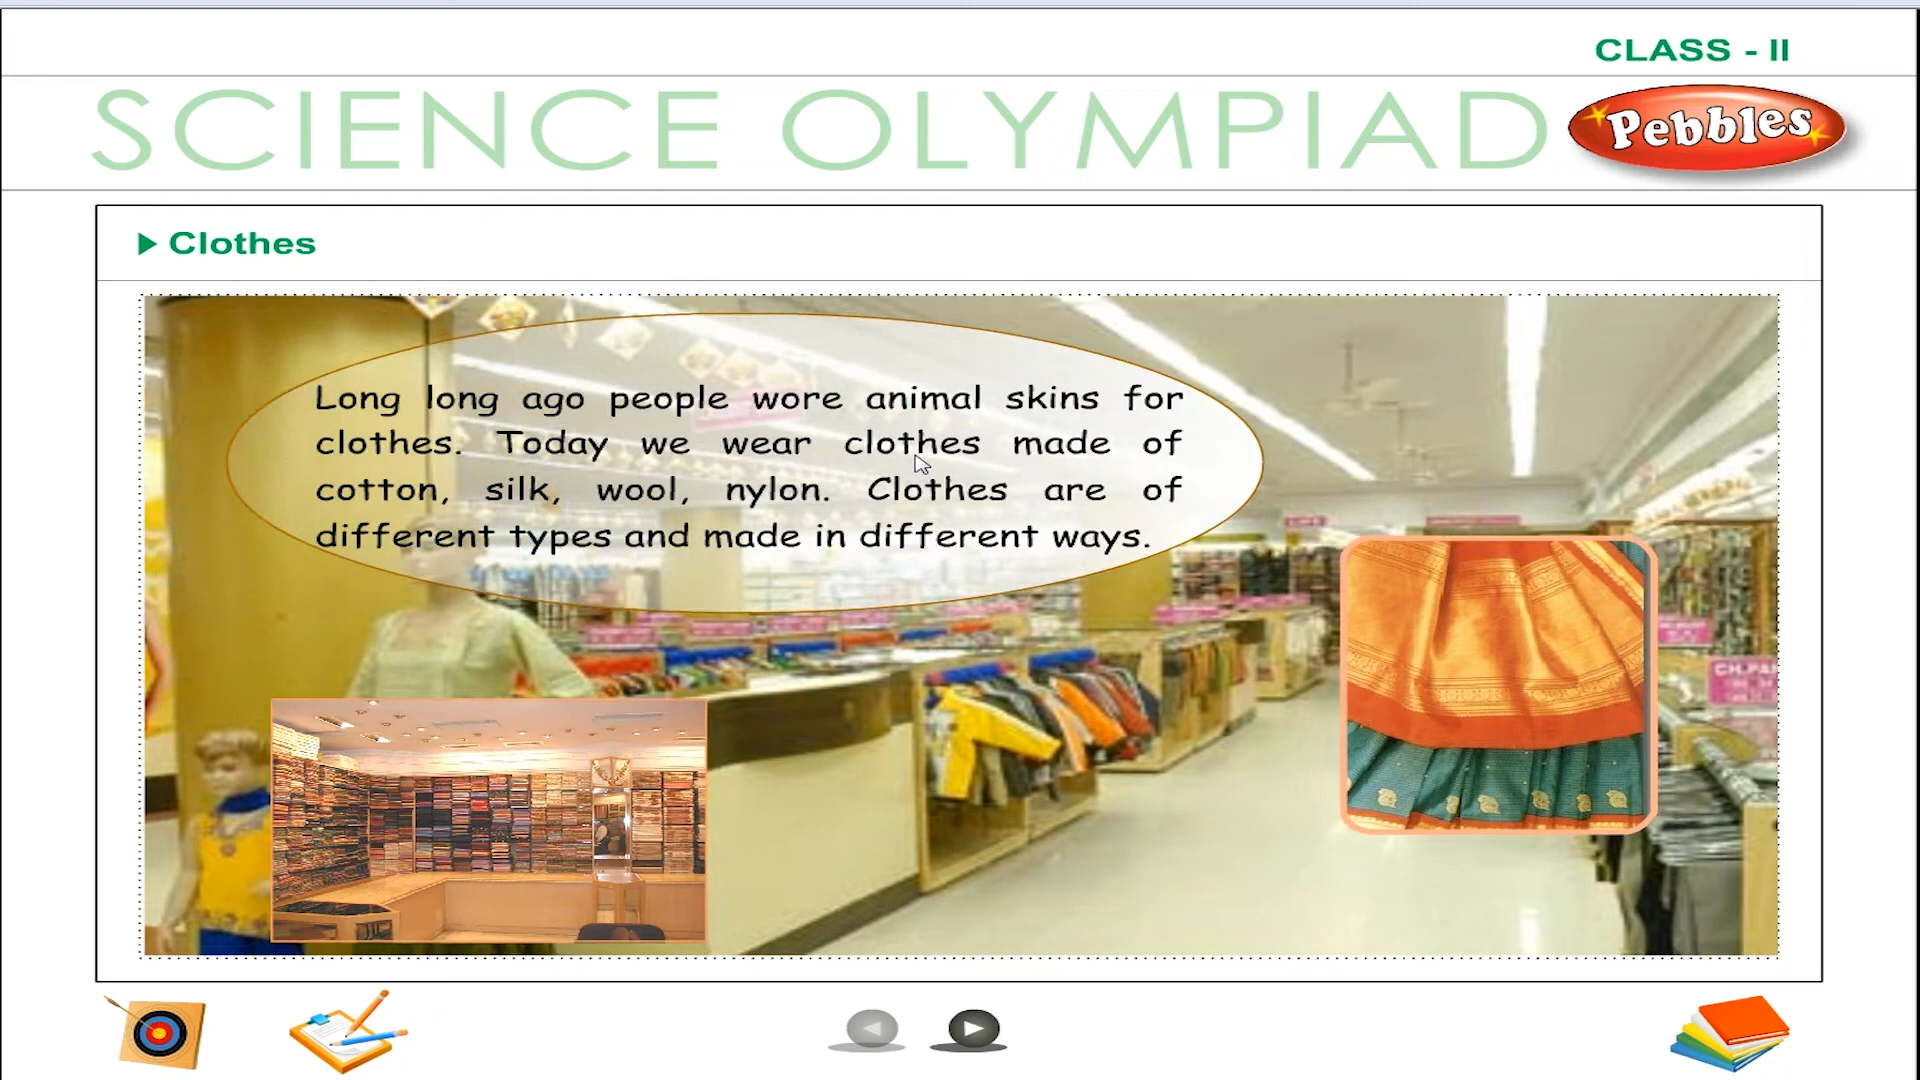 CLASS - II
SCIENCE OLYMPIAD
Pebbles
Clothes
Long long ago people wore animal skins for
clothes. Today we wear clothes made of
cotton, silk, wool, nylon. Clothes are of
different types and made in different ways.